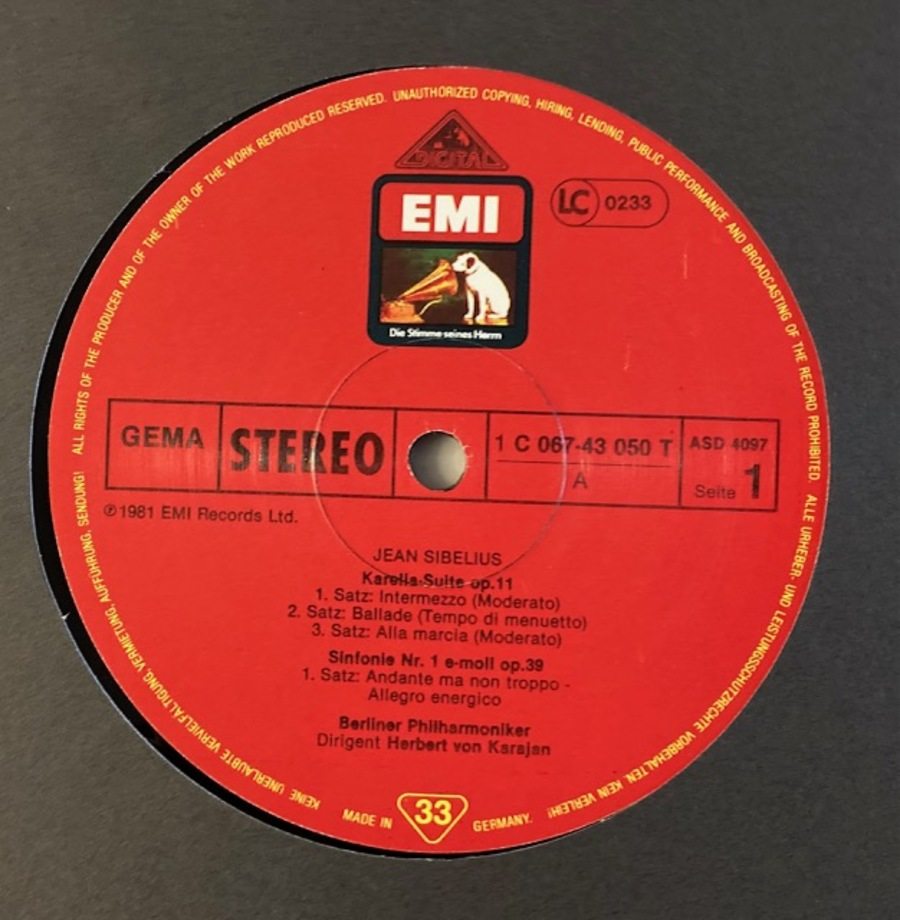 ALL RIGHTS OF THE PRODUCER AND OF THE OWNER OF THE WORK REPRODUCED RESERVED. UNAUTHORIZED COPYING, HIRING, LENDING, PUBLIC PERFORMANCE AND BROADCASTING OF THE RECORD PROHIBITED. ALLE URHEBER- UND LEISTUNGSSCHUTZRECHTE VORBEHALTEN. KEIN VERLEIH! KEINE UNERLAUBTE VERVIELFÄLTIGUNG, VERMIETUNG, AUFFÜHRUNG, SENDUNG!
DIGITAL
EMI
LC 0233
Die Stimme seines Herrn
GEMA
STEREO
1 C 067-43 050 T
A
ASD 4097
Seite 1
℗1981 EMI Records Ltd.
JEAN SIBELIUS
Karelia-Suite op.11
1. Satz: Intermezzo (Moderato)
2. Satz: Ballade (Tempo di menuetto)
3. Satz: Alla marcia (Moderato)
Sinfonie Nr. 1 e-moll op.39
1. Satz: Andante ma non troppo -
Allegro energico
Berliner Philharmoniker
Dirigent Herbert von Karajan
MADE IN 33 GERMANY.